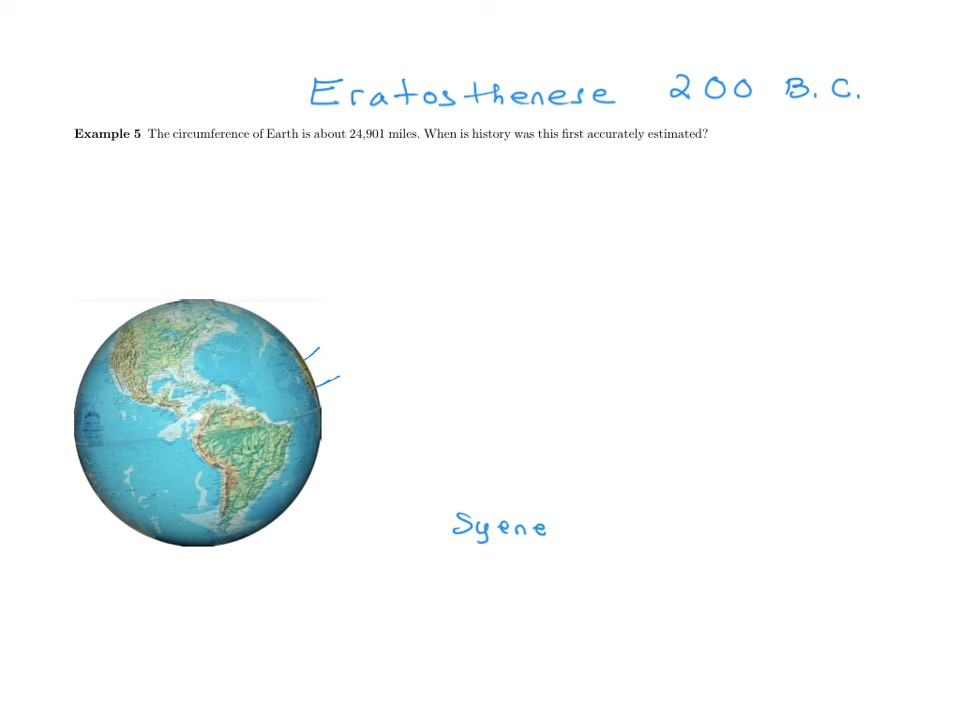 Eratosthenese 200 B.C.
Example 5 The circumference of Earth is about 24,901 miles. When is history was this first accurately estimated?
Syene